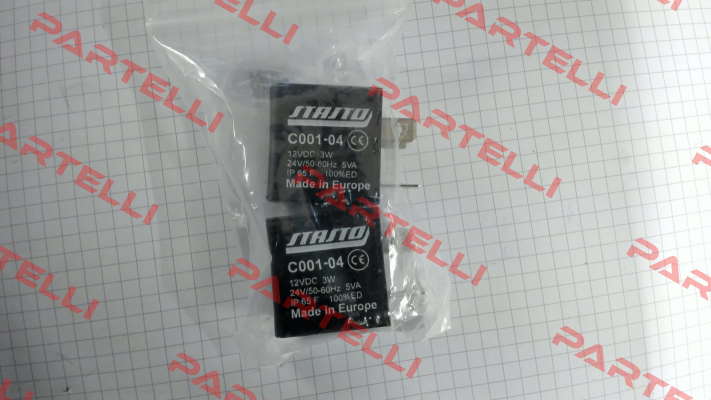 STASTO
C001-04 CE
12VDC 3W
24V/50-60Hz 5VA
IP 65 F 100%ED
Made in Europe
STASTO
C001-04 CE
12VDC 3W
24V/50-60Hz 5VA
IP 65 F 100%ED
Made in Europe
PARTELLI
PARTELLI
PARTELLI
PARTELLI
PARTELLI
PARTELLI
PARTELLI
PARTELLI
PARTELLI